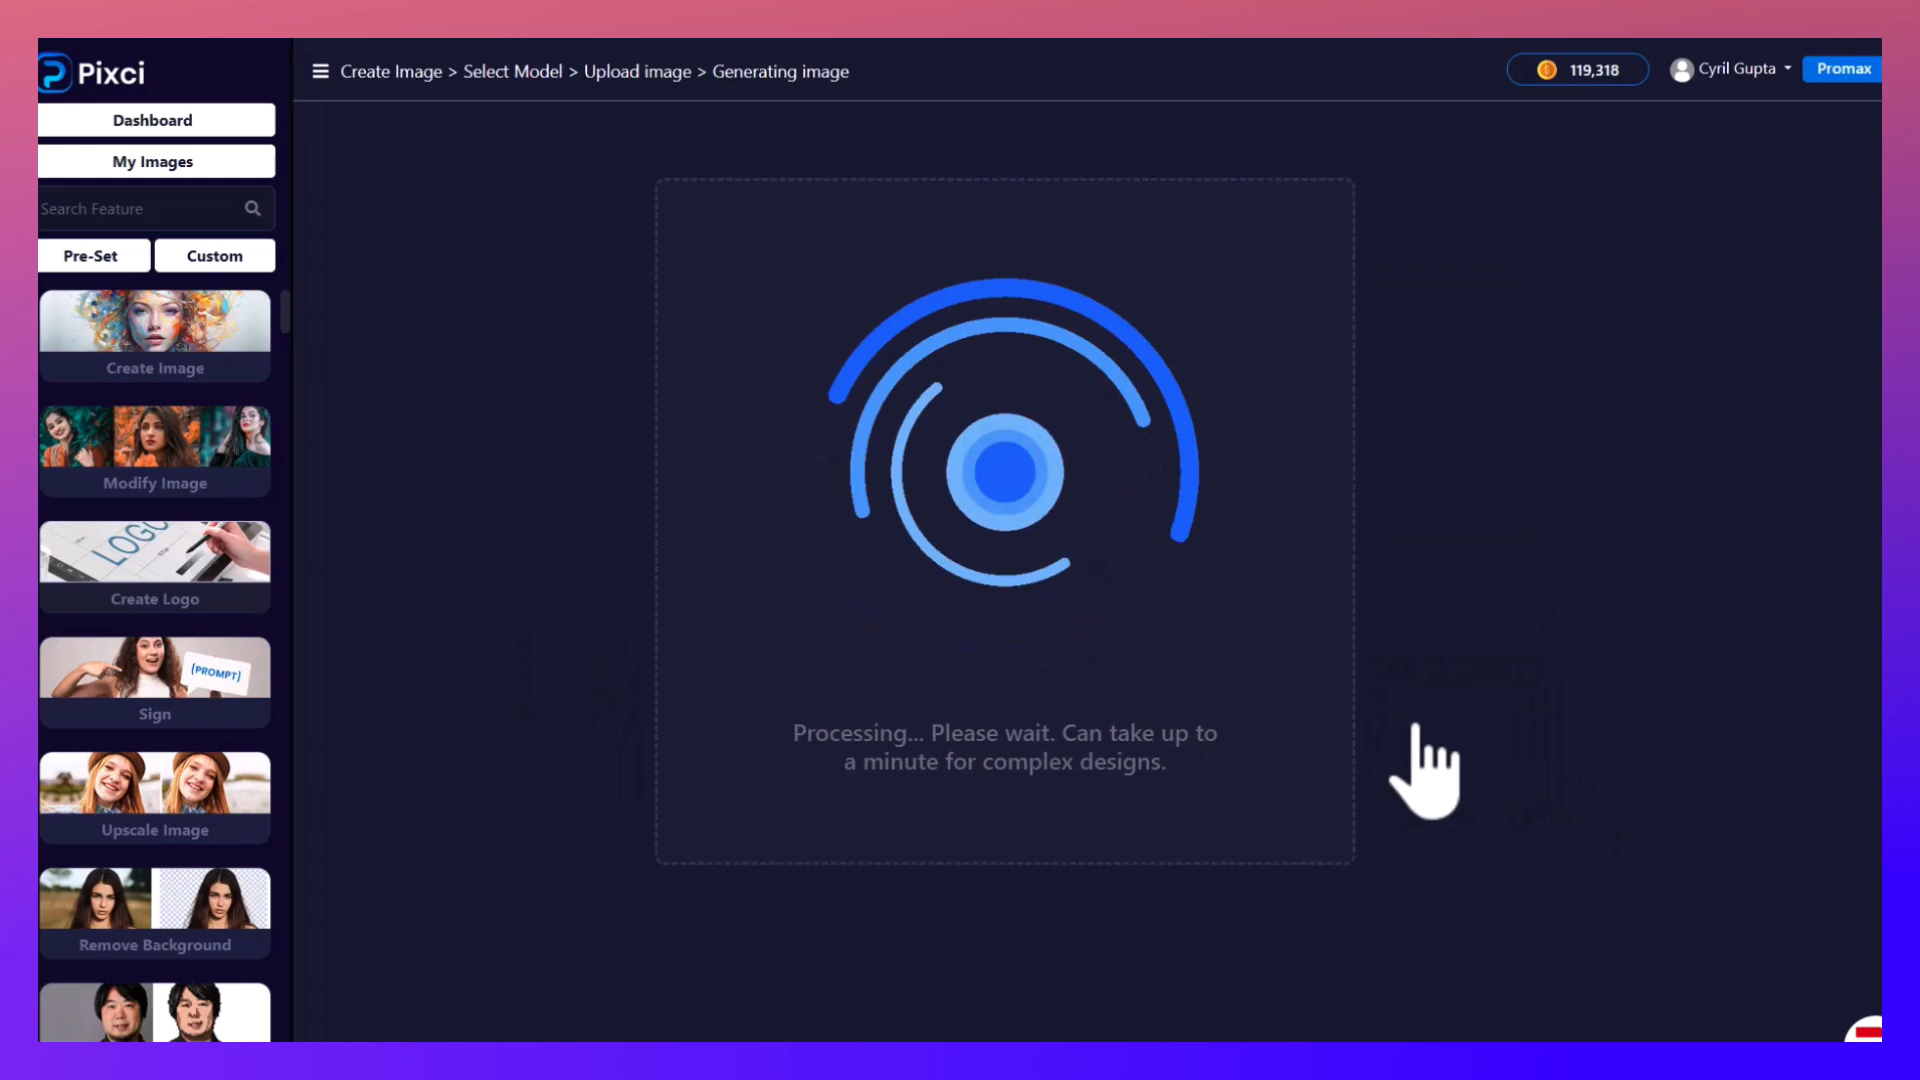 Pixci
Create Image > Select Model > Upload image > Generating image
119,318
Cyril Gupta
Promax
Dashboard
My Images
Search Feature
Pre-Set
Custom
Create Image
Modify Image
LOGO
Create Logo
{PROMPT}
Sign
Upscale Image
Remove Background
Processing... Please wait. Can take up to
a minute for complex designs.